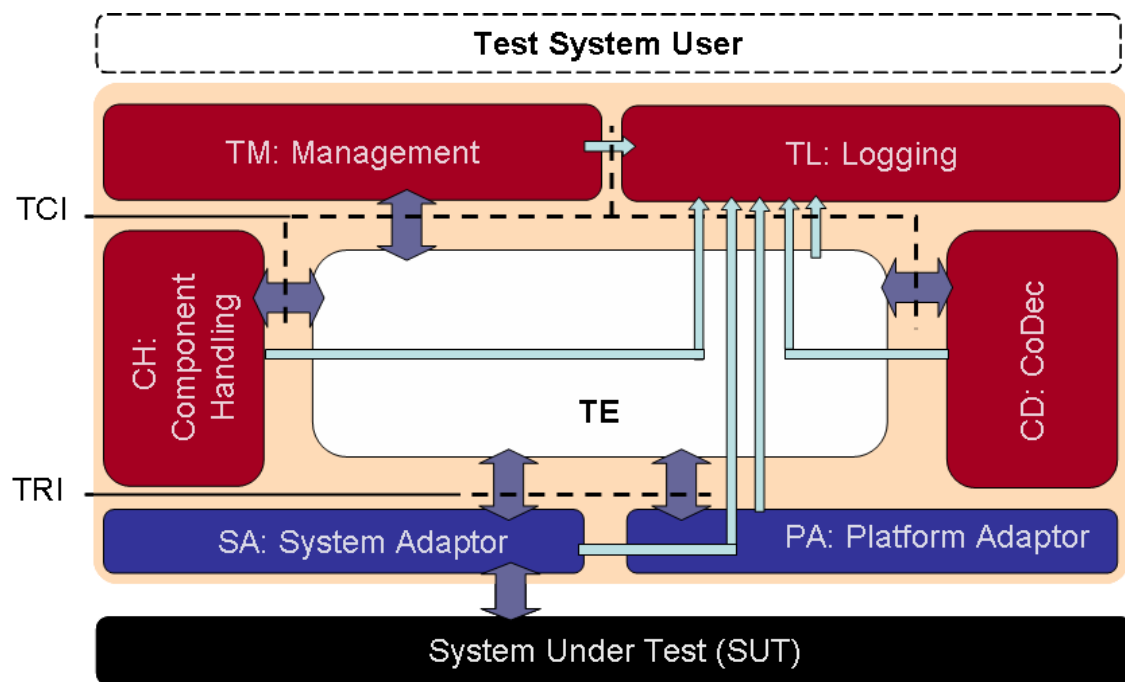 Test System User
TM: Management
TL: Logging
TCI
CH:
Component
Handling
TE
CD: CoDec
TRI
SA: System Adaptor
PA: Platform Adaptor
System Under Test (SUT)